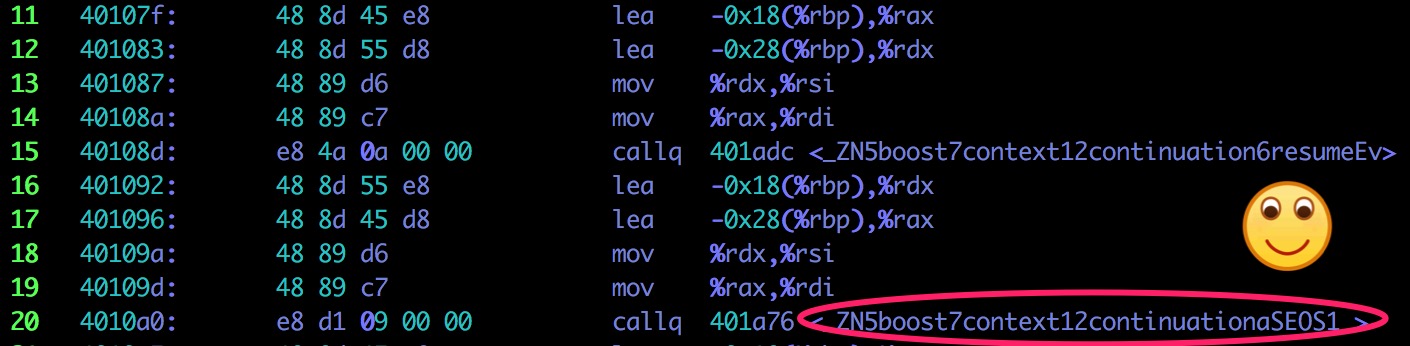 11 40107f: 48 8d 45 e8 lea -0x18(%rbp),%rax
12 401083: 48 8d 55 d8 lea -0x28(%rbp),%rdx
13 401087: 48 89 d6 mov %rdx,%rsi
14 40108a: 48 89 c7 mov %rax,%rdi
15 40108d: e8 4a 0a 00 00 callq 401adc <_ZN5boost7context12continuation6resumeEv>
16 401092: 48 8d 55 e8 lea -0x18(%rbp),%rdx
17 401096: 48 8d 45 d8 lea -0x28(%rbp),%rax
18 40109a: 48 89 d6 mov %rdx,%rsi
19 40109d: 48 89 c7 mov %rax,%rdi
20 4010a0: e8 d1 09 00 00 callq 401a76 <_ZN5boost7context12continuationaSEOS1_>